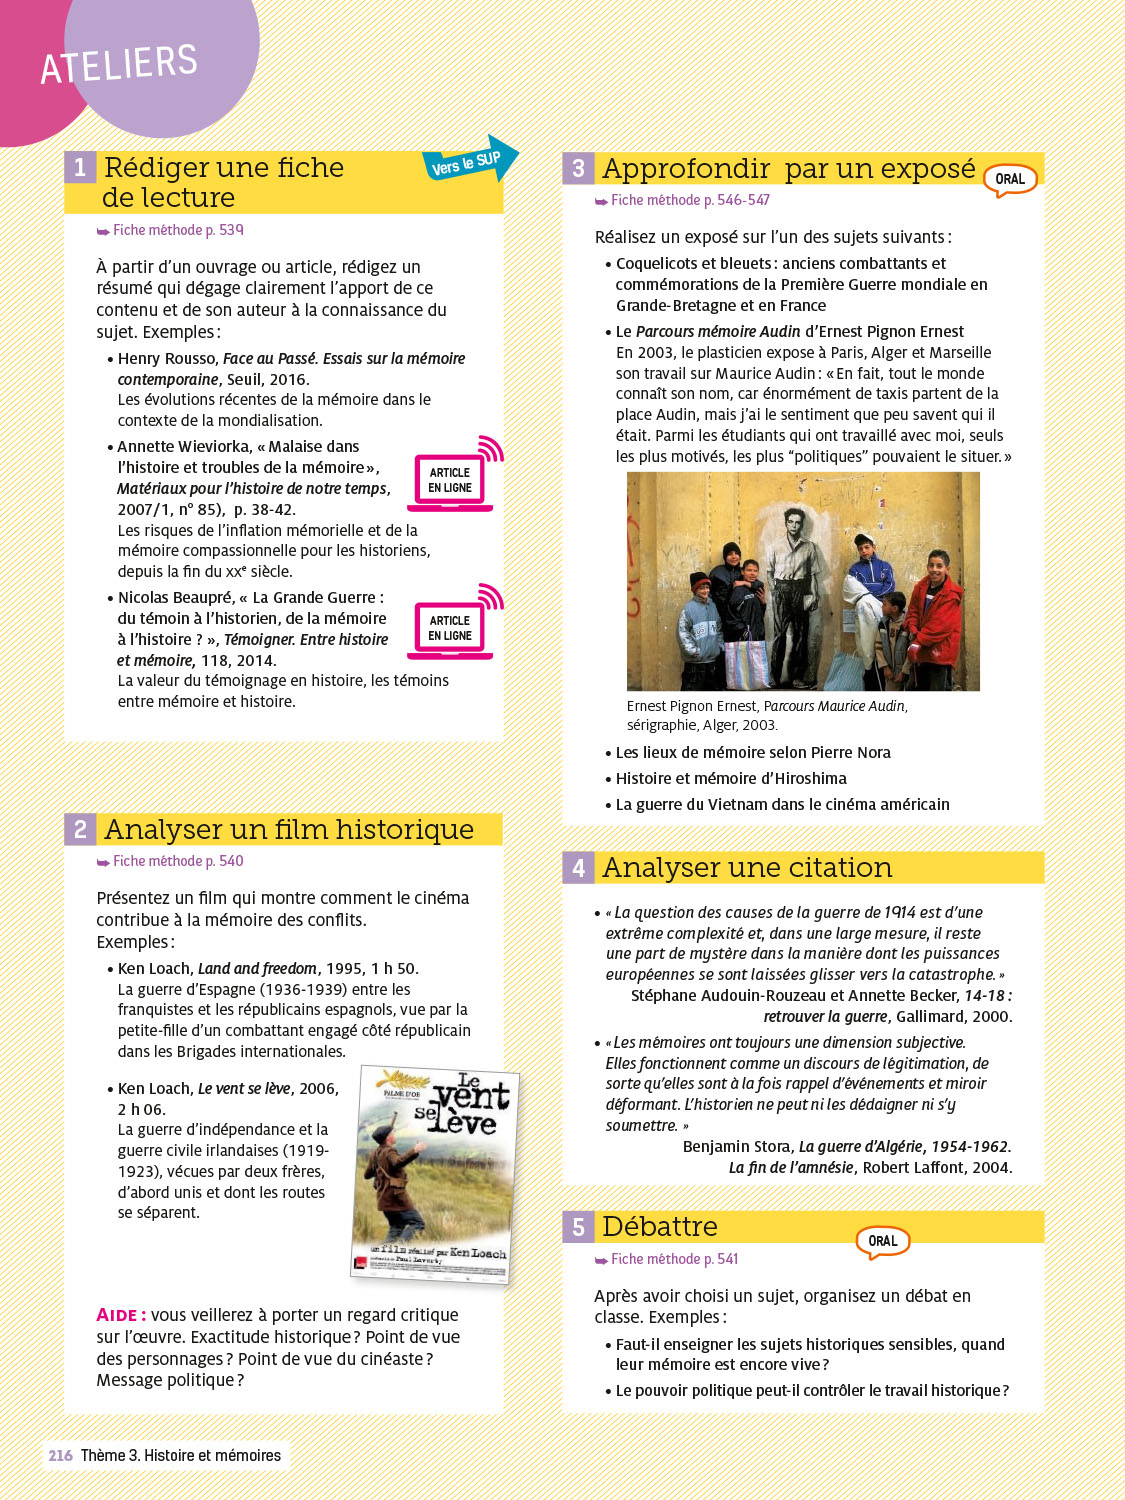 ATELIERS
1 Rédiger une fiche
de lecture
Vers le SUP
➥ Fiche méthode p. 539
À partir d'un ouvrage ou article, rédigez un
résumé qui dégage clairement l'apport de ce
contenu et de son auteur à la connaissance du
sujet. Exemples :
• Henry Rousso, Face au Passé. Essais sur la mémoire
contemporaine, Seuil, 2016.
Les évolutions récentes de la mémoire dans le
contexte de la mondialisation.
• Annette Wieviorka, « Malaise dans
l'histoire et troubles de la mémoire »,
Matériaux pour l'histoire de notre temps,
2007/1, n° 85), p. 38-42.
ARTICLE
EN LIGNE
Les risques de l'inflation mémorielle et de la
mémoire compassionnelle pour les historiens,
depuis la fin du XXe siècle.
• Nicolas Beaupré, « La Grande Guerre :
du témoin à l'historien, de la mémoire
à l'histoire ? », Témoigner. Entre histoire
et mémoire, 118, 2014.
ARTICLE
EN LIGNE
La valeur du témoignage en histoire, les témoins
entre mémoire et histoire.
2 Analyser un film historique
➥ Fiche méthode p. 540
Présentez un film qui montre comment le cinéma
contribue à la mémoire des conflits.
Exemples :
• Ken Loach, Land and freedom, 1995, 1 h 50.
La guerre d'Espagne (1936-1939) entre les
franquistes et les républicains espagnols, vue par la
petite-fille d'un combattant engagé côté républicain
dans les Brigades internationales.
• Ken Loach, Le vent se lève, 2006,
2 h 06.
La guerre d'indépendance et la
guerre civile irlandaises (1919-
1923), vécues par deux frères,
d'abord unis et dont les routes
se séparent.
PALME D'OR
Le
vent
se lève
un film réalisé par Ken Loach
Paul Laverty
AIDE : vous veillerez à porter un regard critique
sur l'œuvre. Exactitude historique ? Point de vue
des personnages ? Point de vue du cinéaste ?
Message politique ?
3 Approfondir par un exposé
ORAL
➥ Fiche méthode p. 546-547
Réalisez un exposé sur l'un des sujets suivants :
• Coquelicots et bleuets : anciens combattants et
commémorations de la Première Guerre mondiale en
Grande-Bretagne et en France
• Le Parcours mémoire Audin d'Ernest Pignon Ernest
En 2003, le plasticien expose à Paris, Alger et Marseille
son travail sur Maurice Audin : « En fait, tout le monde
connaît son nom, car énormément de taxis partent de la
place Audin, mais j'ai le sentiment que peu savent qui il
était. Parmi les étudiants qui ont travaillé avec moi, seuls
les plus motivés, les plus “politiques” pouvaient le situer. »
Ernest Pignon Ernest, Parcours Maurice Audin,
sérigraphie, Alger, 2003.
• Les lieux de mémoire selon Pierre Nora
• Histoire et mémoire d'Hiroshima
• La guerre du Vietnam dans le cinéma américain
4 Analyser une citation
• « La question des causes de la guerre de 1914 est d'une
extrême complexité et, dans une large mesure, il reste
une part de mystère dans la manière dont les puissances
européennes se sont laissées glisser vers la catastrophe. »
Stéphane Audouin-Rouzeau et Annette Becker, 14-18 :
retrouver la guerre, Gallimard, 2000.
• « Les mémoires ont toujours une dimension subjective.
Elles fonctionnent comme un discours de légitimation, de
sorte qu'elles sont à la fois rappel d'événements et miroir
déformant. L'historien ne peut ni les dédaigner ni s'y
soumettre. »
Benjamin Stora, La guerre d'Algérie, 1954-1962.
La fin de l'amnésie, Robert Laffont, 2004.
5 Débattre
ORAL
➥ Fiche méthode p. 541
Après avoir choisi un sujet, organisez un débat en
classe. Exemples :
• Faut-il enseigner les sujets historiques sensibles, quand
leur mémoire est encore vive ?
• Le pouvoir politique peut-il contrôler le travail historique ?
216 Thème 3. Histoire et mémoires